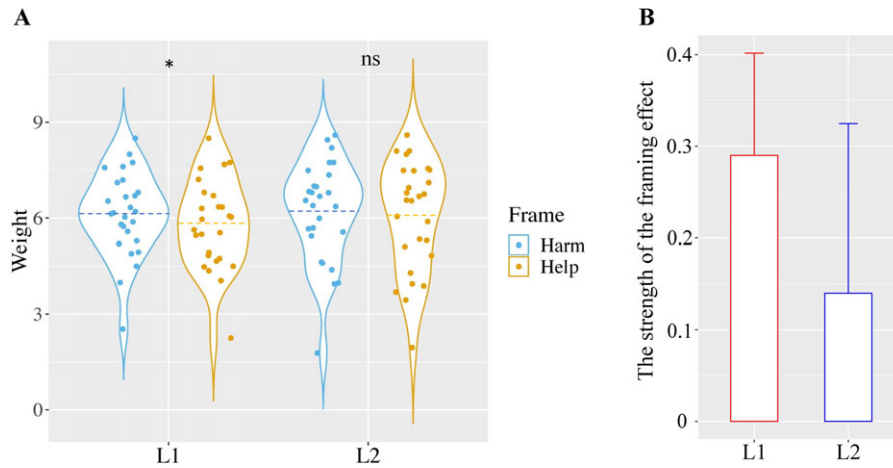 A
*
ns
9
6
3
0
Weight
L1
L2
Frame
Harm
Help
B
0.4
0.3
0.2
0.1
0
The strength of the framing effect
L1
L2